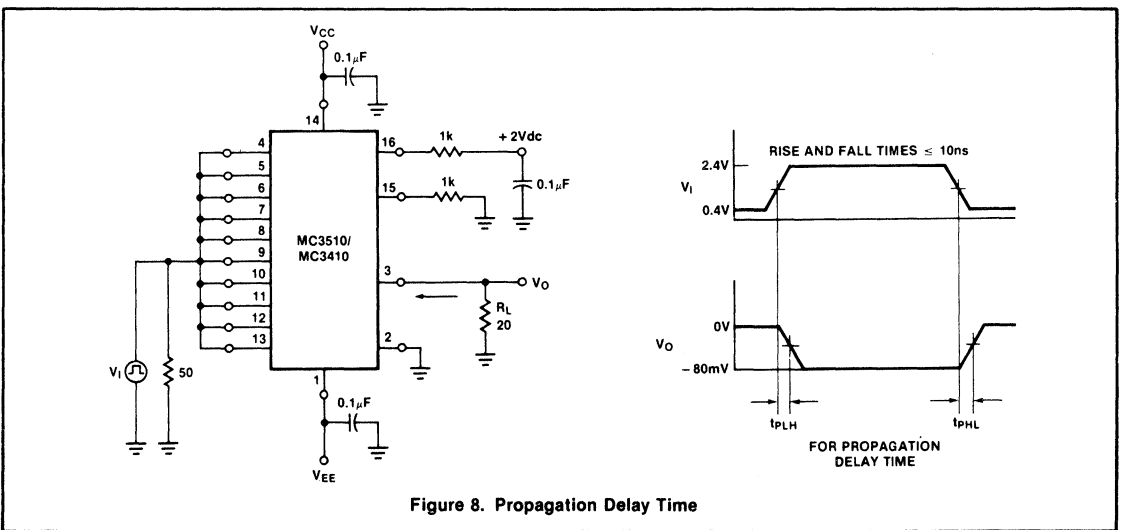 VCC
0.1μF
14
4
5
6
7
8
9
10
11
12
13
MC3510/
MC3410
16
1k
+2Vdc
0.1μF
15
1k
3
VO
RL
20
2
VI
50
1
0.1μF
VEE
RISE AND FALL TIMES ≤ 10ns
2.4V
VI
0.4V
0V
VO
−80mV
tPLH
tPHL
FOR PROPAGATION
DELAY TIME
Figure 8. Propagation Delay Time